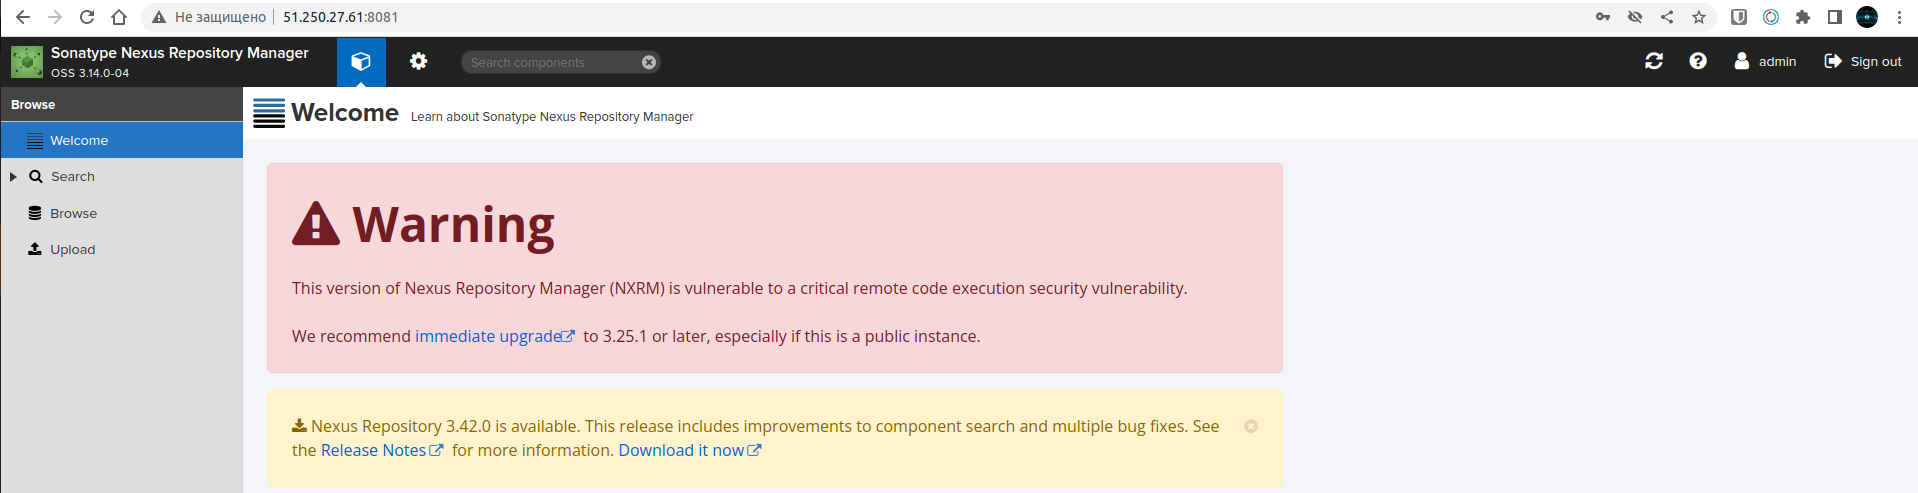 Не защищено 51.250.27.61:8081
Sonatype Nexus Repository Manager
OSS 3.14.0-04
Search components
admin
Sign out
Browse
Welcome
Search
Browse
Upload
Welcome Learn about Sonatype Nexus Repository Manager
Warning
This version of Nexus Repository Manager (NXRM) is vulnerable to a critical remote code execution security vulnerability.
We recommend immediate upgrade to 3.25.1 or later, especially if this is a public instance.
Nexus Repository 3.42.0 is available. This release includes improvements to component search and multiple bug fixes. See
the Release Notes for more information. Download it now